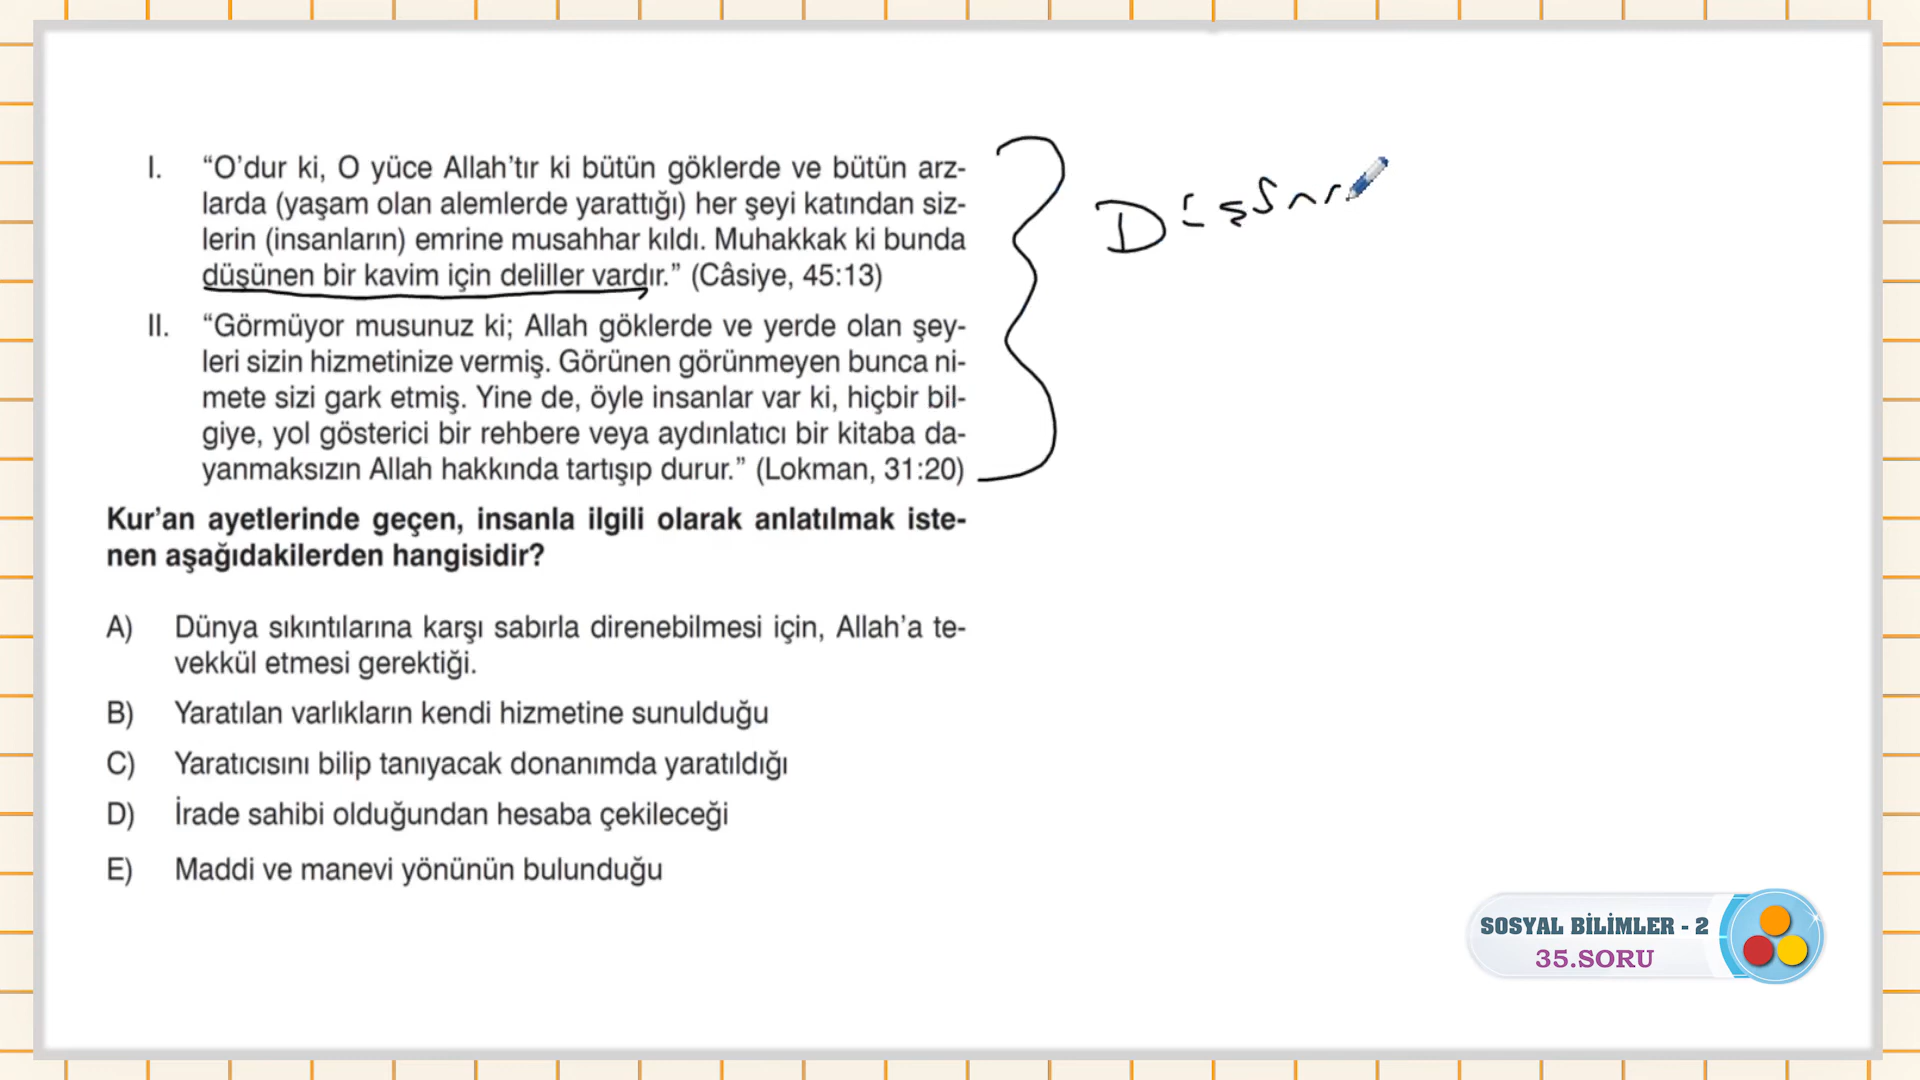 I. “O’dur ki, O yüce Allah’tır ki bütün göklerde ve bütün arz-
larda (yaşam olan alemlerde yarattığı) her şeyi katından siz-
lerin (insanların) emrine musahhar kıldı. Muhakkak ki bunda
düşünen bir kavim için deliller vardır.” (Câsiye, 45:13)
II. “Görmüyor musunuz ki; Allah göklerde ve yerde olan şey-
leri sizin hizmetinize vermiş. Görünen görünmeyen bunca ni-
mete sizi gark etmiş. Yine de, öyle insanlar var ki, hiçbir bil-
giye, yol gösterici bir rehbere veya aydınlatıcı bir kitaba da-
yanmaksızın Allah hakkında tartışıp durur.” (Lokman, 31:20)
Kur’an ayetlerinde geçen, insanla ilgili olarak anlatılmak iste-
nen aşağıdakilerden hangisidir?
A) Dünya sıkıntılarına karşı sabırla direnebilmesi için, Allah’a te-
vekkül etmesi gerektiği.
B) Yaratılan varlıkların kendi hizmetine sunulduğu
C) Yaratıcısını bilip tanıyacak donanımda yaratıldığı
D) İrade sahibi olduğundan hesaba çekileceği
E) Maddi ve manevi yönünün bulunduğu
SOSYAL BİLİMLER - 2
35.SORU